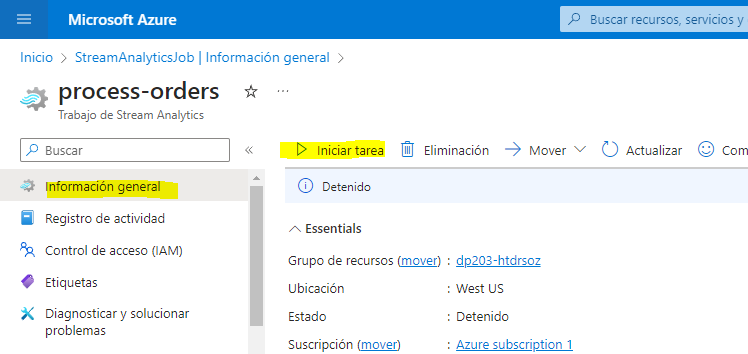 Microsoft Azure
Buscar recursos, servicios y
Inicio > StreamAnalyticsJob | Información general >
process-orders
Trabajo de Stream Analytics
Buscar
Iniciar tarea
Eliminación
Mover
Actualizar
Com
Información general
Detenido
Registro de actividad
Essentials
Control de acceso (IAM)
Grupo de recursos (mover) : dp203-htdrsoz
Etiquetas
Ubicación : West US
Diagnosticar y solucionar
problemas
Estado : Detenido
Suscripción (mover) : Azure subscription 1